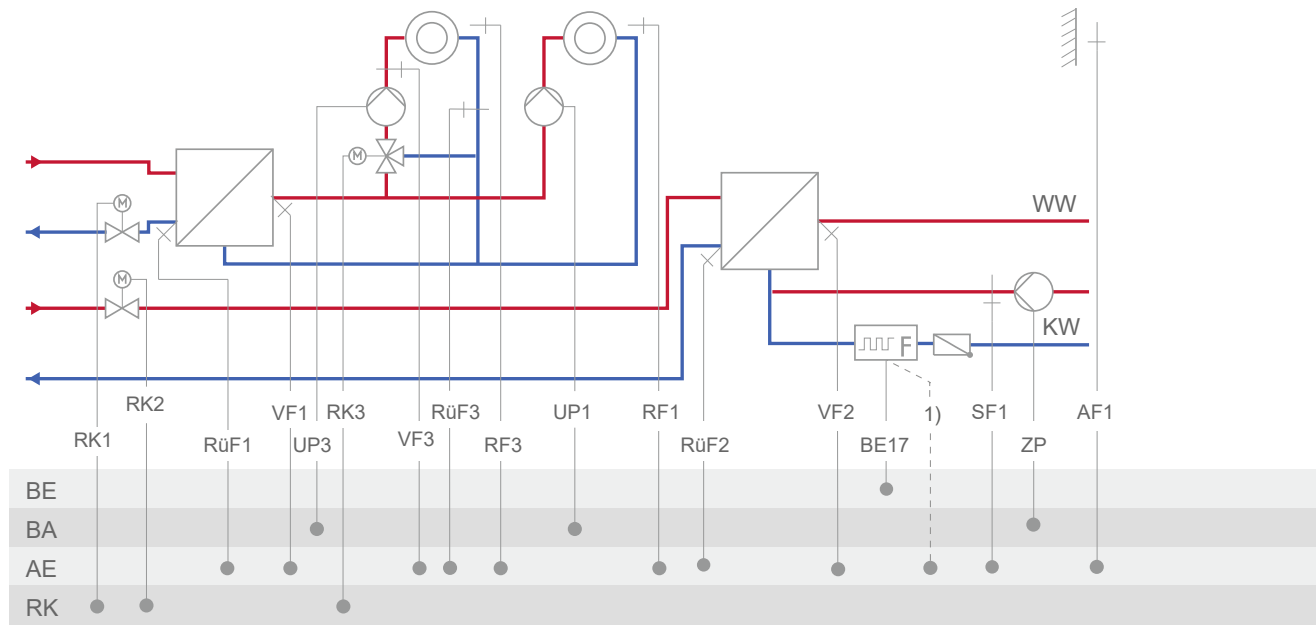 M
M
M
WW
F
KW
RK1
RK2
RüF1
VF1
UP3
RK3
VF3
RüF3
RF3
UP1
RF1
RüF2
VF2
BE17
1)
SF1
ZP
AF1
BE
BA
AE
RK